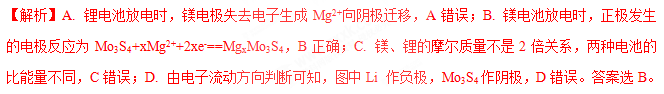 【解析】A. 锂电池放电时，镁电极失去电子生成 Mg²⁺向阴极迁移，A 错误；B. 镁电池放电时，正极发生
的电极反应为 Mo₃S₄+xMg²⁺+2xe⁻==MgₓMo₃S₄，B 正确；C. 镁、锂的摩尔质量不是 2 倍关系，两种电池的
比能量不同，C 错误；D. 由电子流动方向判断可知，图中 Li 作负极，Mo₃S₄作阴极，D 错误。答案选 B。